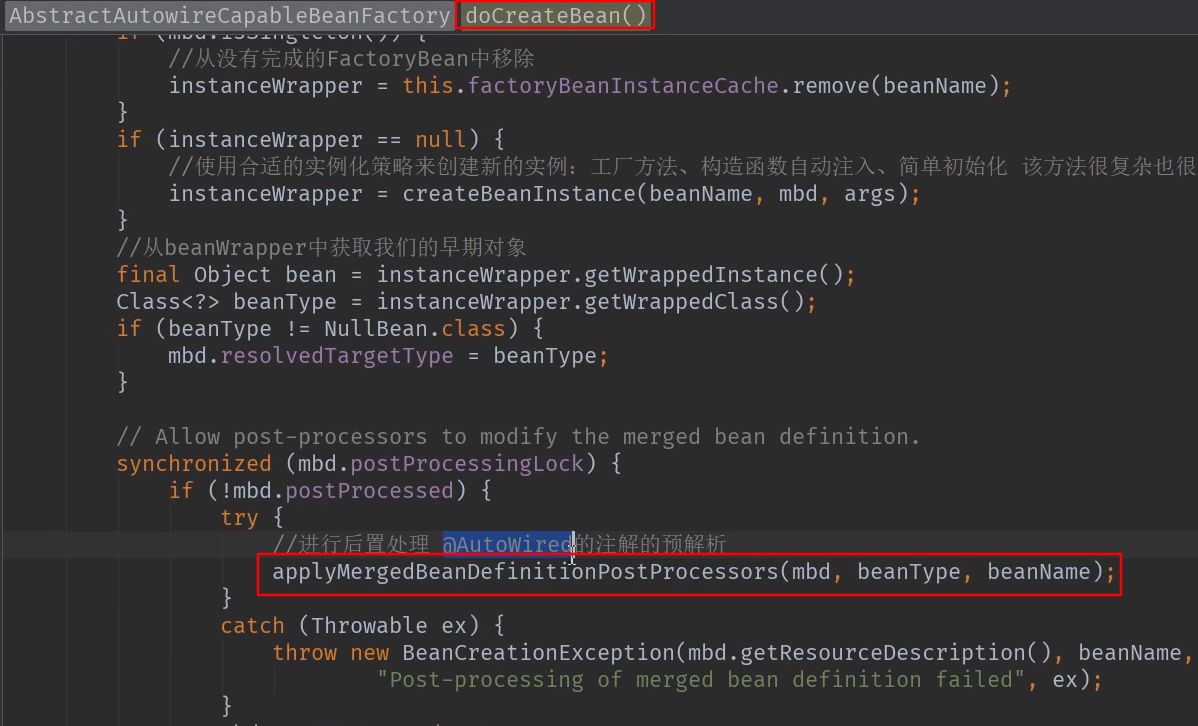 AbstractAutowireCapableBeanFactory doCreateBean()
if (mbd.isSingleton()) {
//从没有完成的FactoryBean中移除
instanceWrapper = this.factoryBeanInstanceCache.remove(beanName);
}
if (instanceWrapper == null) {
//使用合适的实例化策略来创建新的实例：工厂方法、构造函数自动注入、简单初始化 该方法很复杂也很
instanceWrapper = createBeanInstance(beanName, mbd, args);
}
//从beanWrapper中获取我们的早期对象
final Object bean = instanceWrapper.getWrappedInstance();
Class<?> beanType = instanceWrapper.getWrappedClass();
if (beanType != NullBean.class) {
mbd.resolvedTargetType = beanType;
}
// Allow post-processors to modify the merged bean definition.
synchronized (mbd.postProcessingLock) {
if (!mbd.postProcessed) {
try {
//进行后置处理 @AutoWired的注解的预解析
applyMergedBeanDefinitionPostProcessors(mbd, beanType, beanName);
}
catch (Throwable ex) {
throw new BeanCreationException(mbd.getResourceDescription(), beanName,
"Post-processing of merged bean definition failed", ex);
}